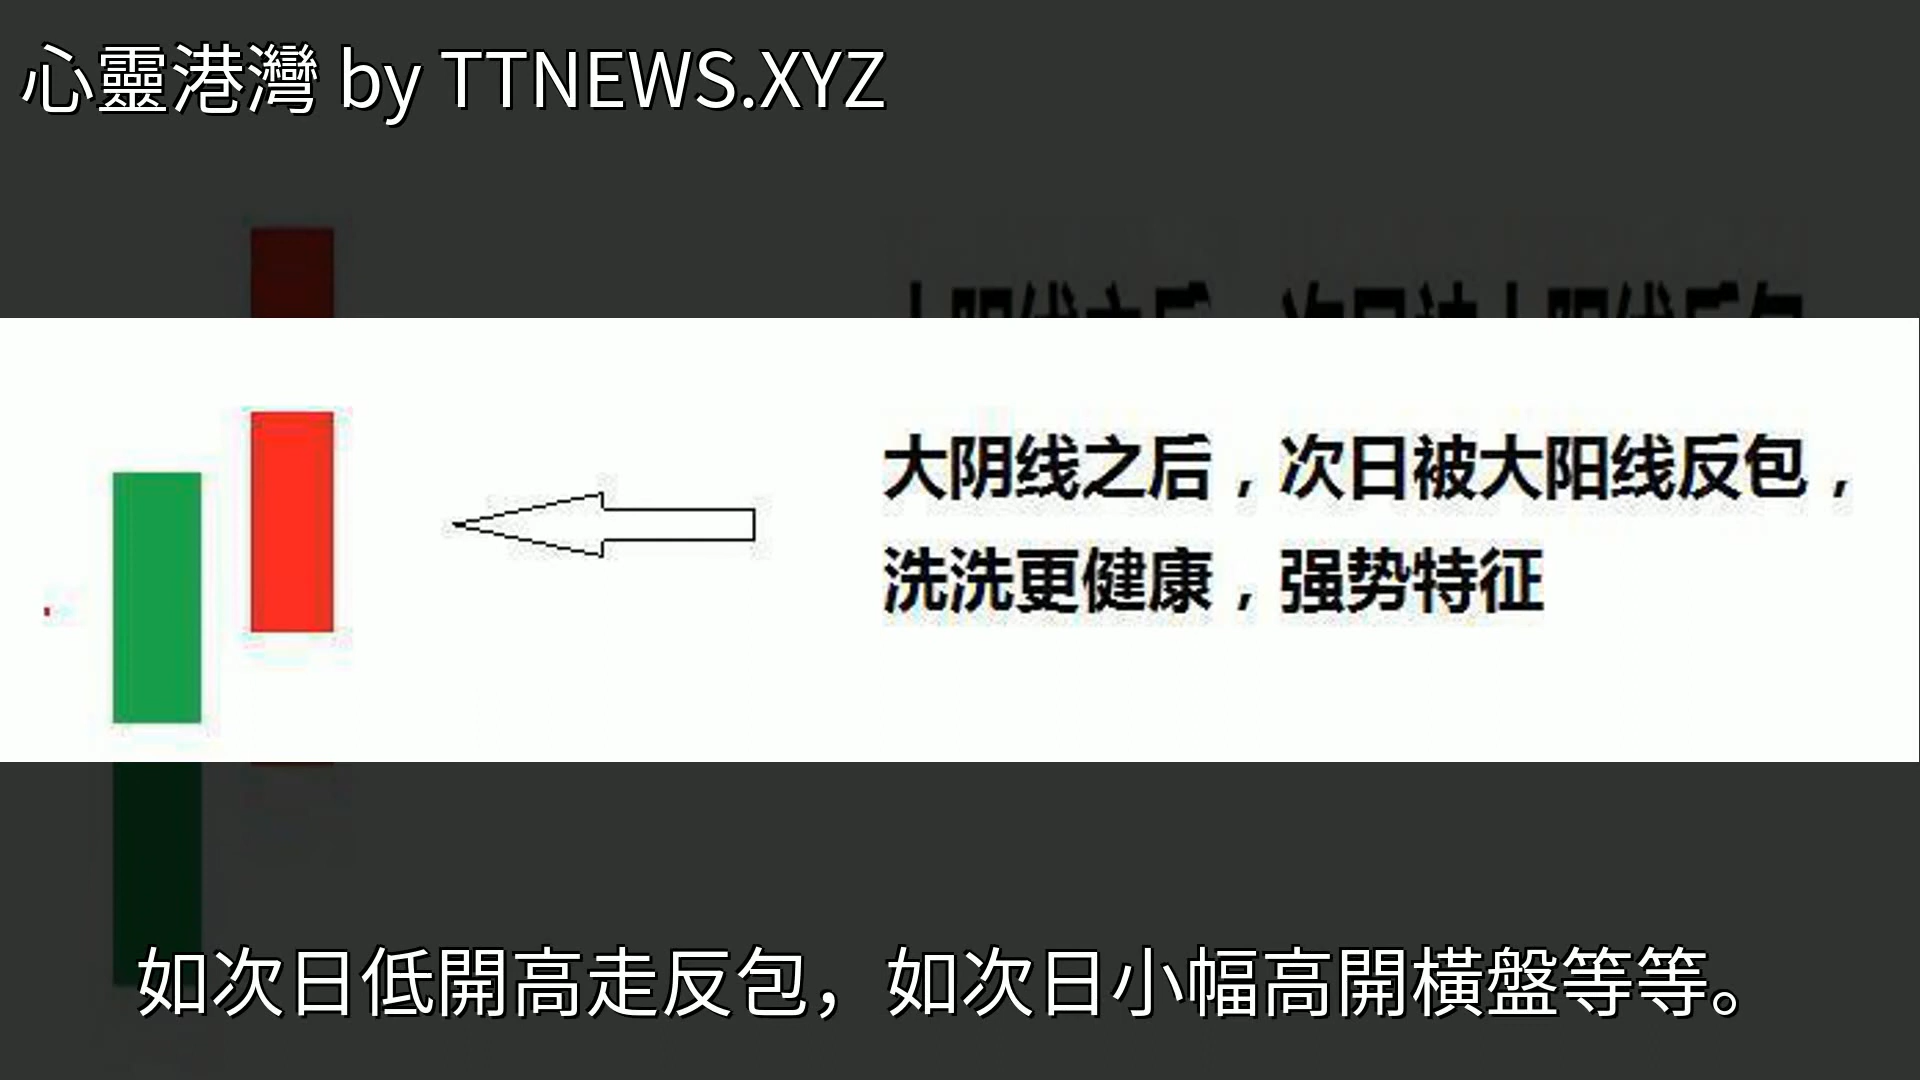 心靈港灣 by TTNEWS.XYZ
大阴线之后，次日被大阳线反包，
洗洗更健康，强势特征
如次日低開高走反包，如次日小幅高開橫盤等等。